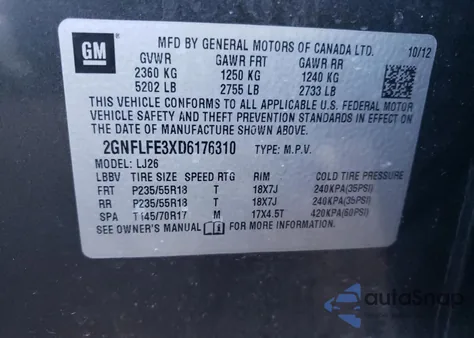 GM
MFD BY GENERAL MOTORS OF CANADA LTD. 10/12
GVWR GAWR FRT GAWR RR
2360 KG 1250 KG 1240 KG
5202 LB 2755 LB 2733 LB
THIS VEHICLE CONFORMS TO ALL APPLICABLE U.S. FEDERAL MOTOR
VEHICLE SAFETY AND THEFT PREVENTION STANDARDS IN EFFECT ON
THE DATE OF MANUFACTURE SHOWN ABOVE.
2GNFLFE3XD6176310 TYPE: M.P.V.
MODEL: LJ26
LBBV TIRE SIZE SPEED RTG RIM COLD TIRE PRESSURE
FRT P235/55R18 T 18X7J 240KPA(35PSI)
RR P235/55R18 T 18X7J 240KPA(35PSI)
SPA T145/70R17 M 17X4.5T 420KPA(60PSI)
SEE OWNER'S MANUAL FOR MORE INFORMATION.
autoSnap